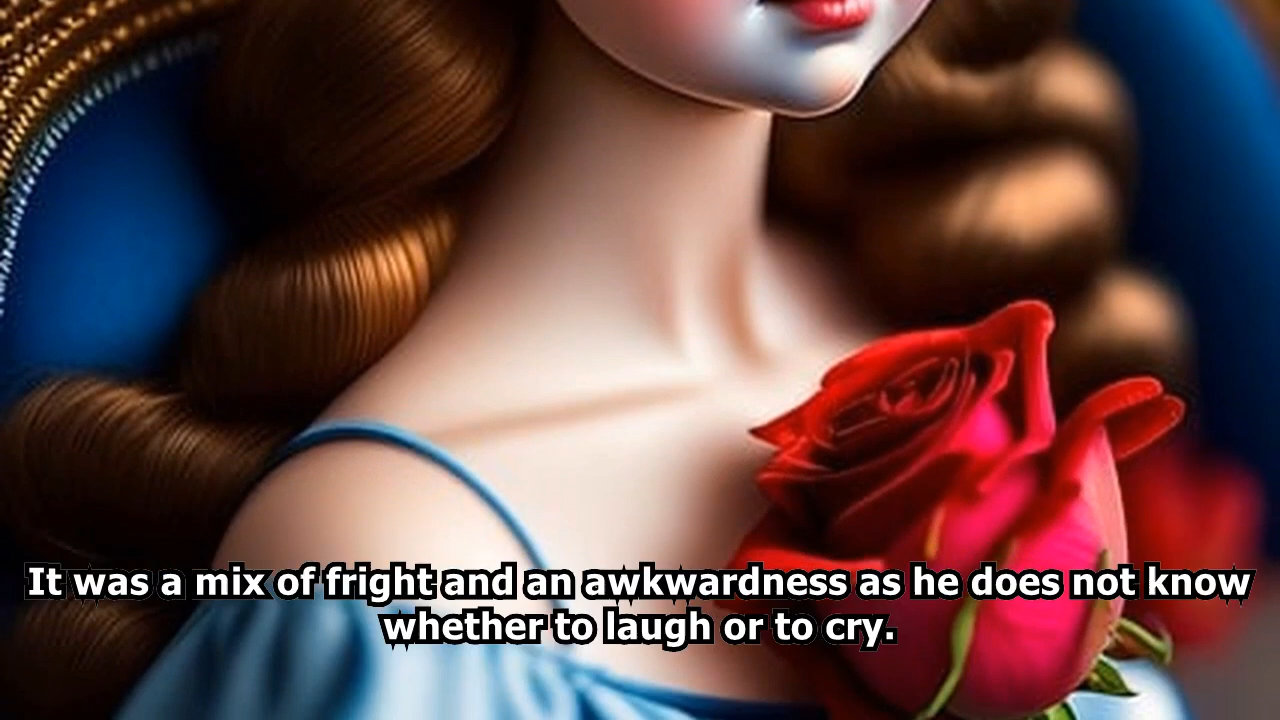 It was a mix of fright and an awkwardness as he does not know
whether to laugh or to cry.